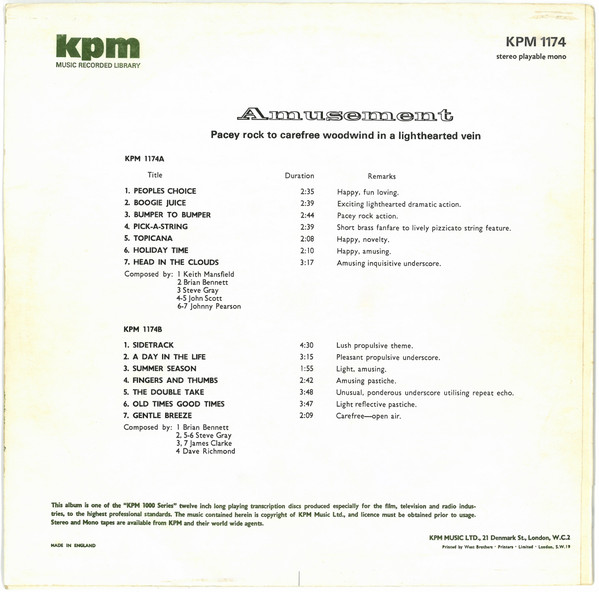 kpm
MUSIC RECORDED LIBRARY
KPM 1174
stereo playable mono
Amusement
Pacey rock to carefree woodwind in a lighthearted vein
KPM 1174A
Title Duration Remarks
1. PEOPLES CHOICE 2:35 Happy, fun loving.
2. BOOGIE JUICE 2:39 Exciting lighthearted dramatic action.
3. BUMPER TO BUMPER 2:44 Pacey rock action.
4. PICK-A-STRING 2:39 Short brass fanfare to lively pizzicato string feature.
5. TOPICANA 2:08 Happy, novelty.
6. HOLIDAY TIME 2:10 Happy, amusing.
7. HEAD IN THE CLOUDS 3:17 Amusing inquisitive underscore.
Composed by: 1 Keith Mansfield
2 Brian Bennett
3 Steve Gray
4-5 John Scott
6-7 Johnny Pearson
KPM 1174B
1. SIDETRACK 4:30 Lush propulsive theme.
2. A DAY IN THE LIFE 3:15 Pleasant propulsive underscore.
3. SUMMER SEASON 1:55 Light, amusing.
4. FINGERS AND THUMBS 2:42 Amusing pastiche.
5. THE DOUBLE TAKE 3:48 Unusual, ponderous underscore utilising repeat echo.
6. OLD TIMES GOOD TIMES 3:47 Light reflective pastiche.
7. GENTLE BREEZE 2:09 Carefree—open air.
Composed by: 1 Brian Bennett
2, 5-6 Steve Gray
3, 7 James Clarke
4 Dave Richmond
This album is one of the "KPM 1000 Series" twelve inch long playing transcription discs produced especially for the film, television and radio indus-
tries, to the highest professional standards. The music contained herein is copyright of KPM Music Ltd., and licence must be obtained prior to usage.
Stereo and Mono tapes are available from KPM and their world wide agents.
KPM MUSIC LTD., 21 Denmark St., London, W.C.2
MADE IN ENGLAND
Printed by West Brothers · Printers · Limited · London, S.W.19